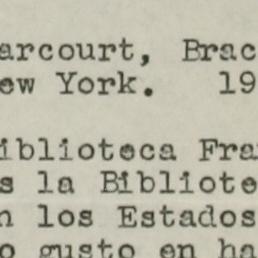 arcourt, Brac
ew York. 19
iblioteca Fra
s la Bibliote
n los Estados
o gusto en ha